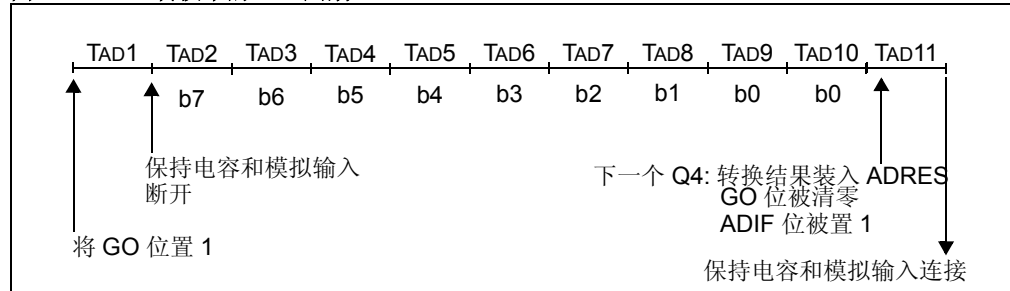 TAD1 TAD2 TAD3 TAD4 TAD5 TAD6 TAD7 TAD8 TAD9 TAD10 TAD11
b7 b6 b5 b4 b3 b2 b1 b0 b0
保持电容和模拟输入
断开
下一个 Q4: 转换结果装入 ADRES
GO 位被清零
ADIF 位被置 1
将 GO 位置 1
保持电容和模拟输入连接